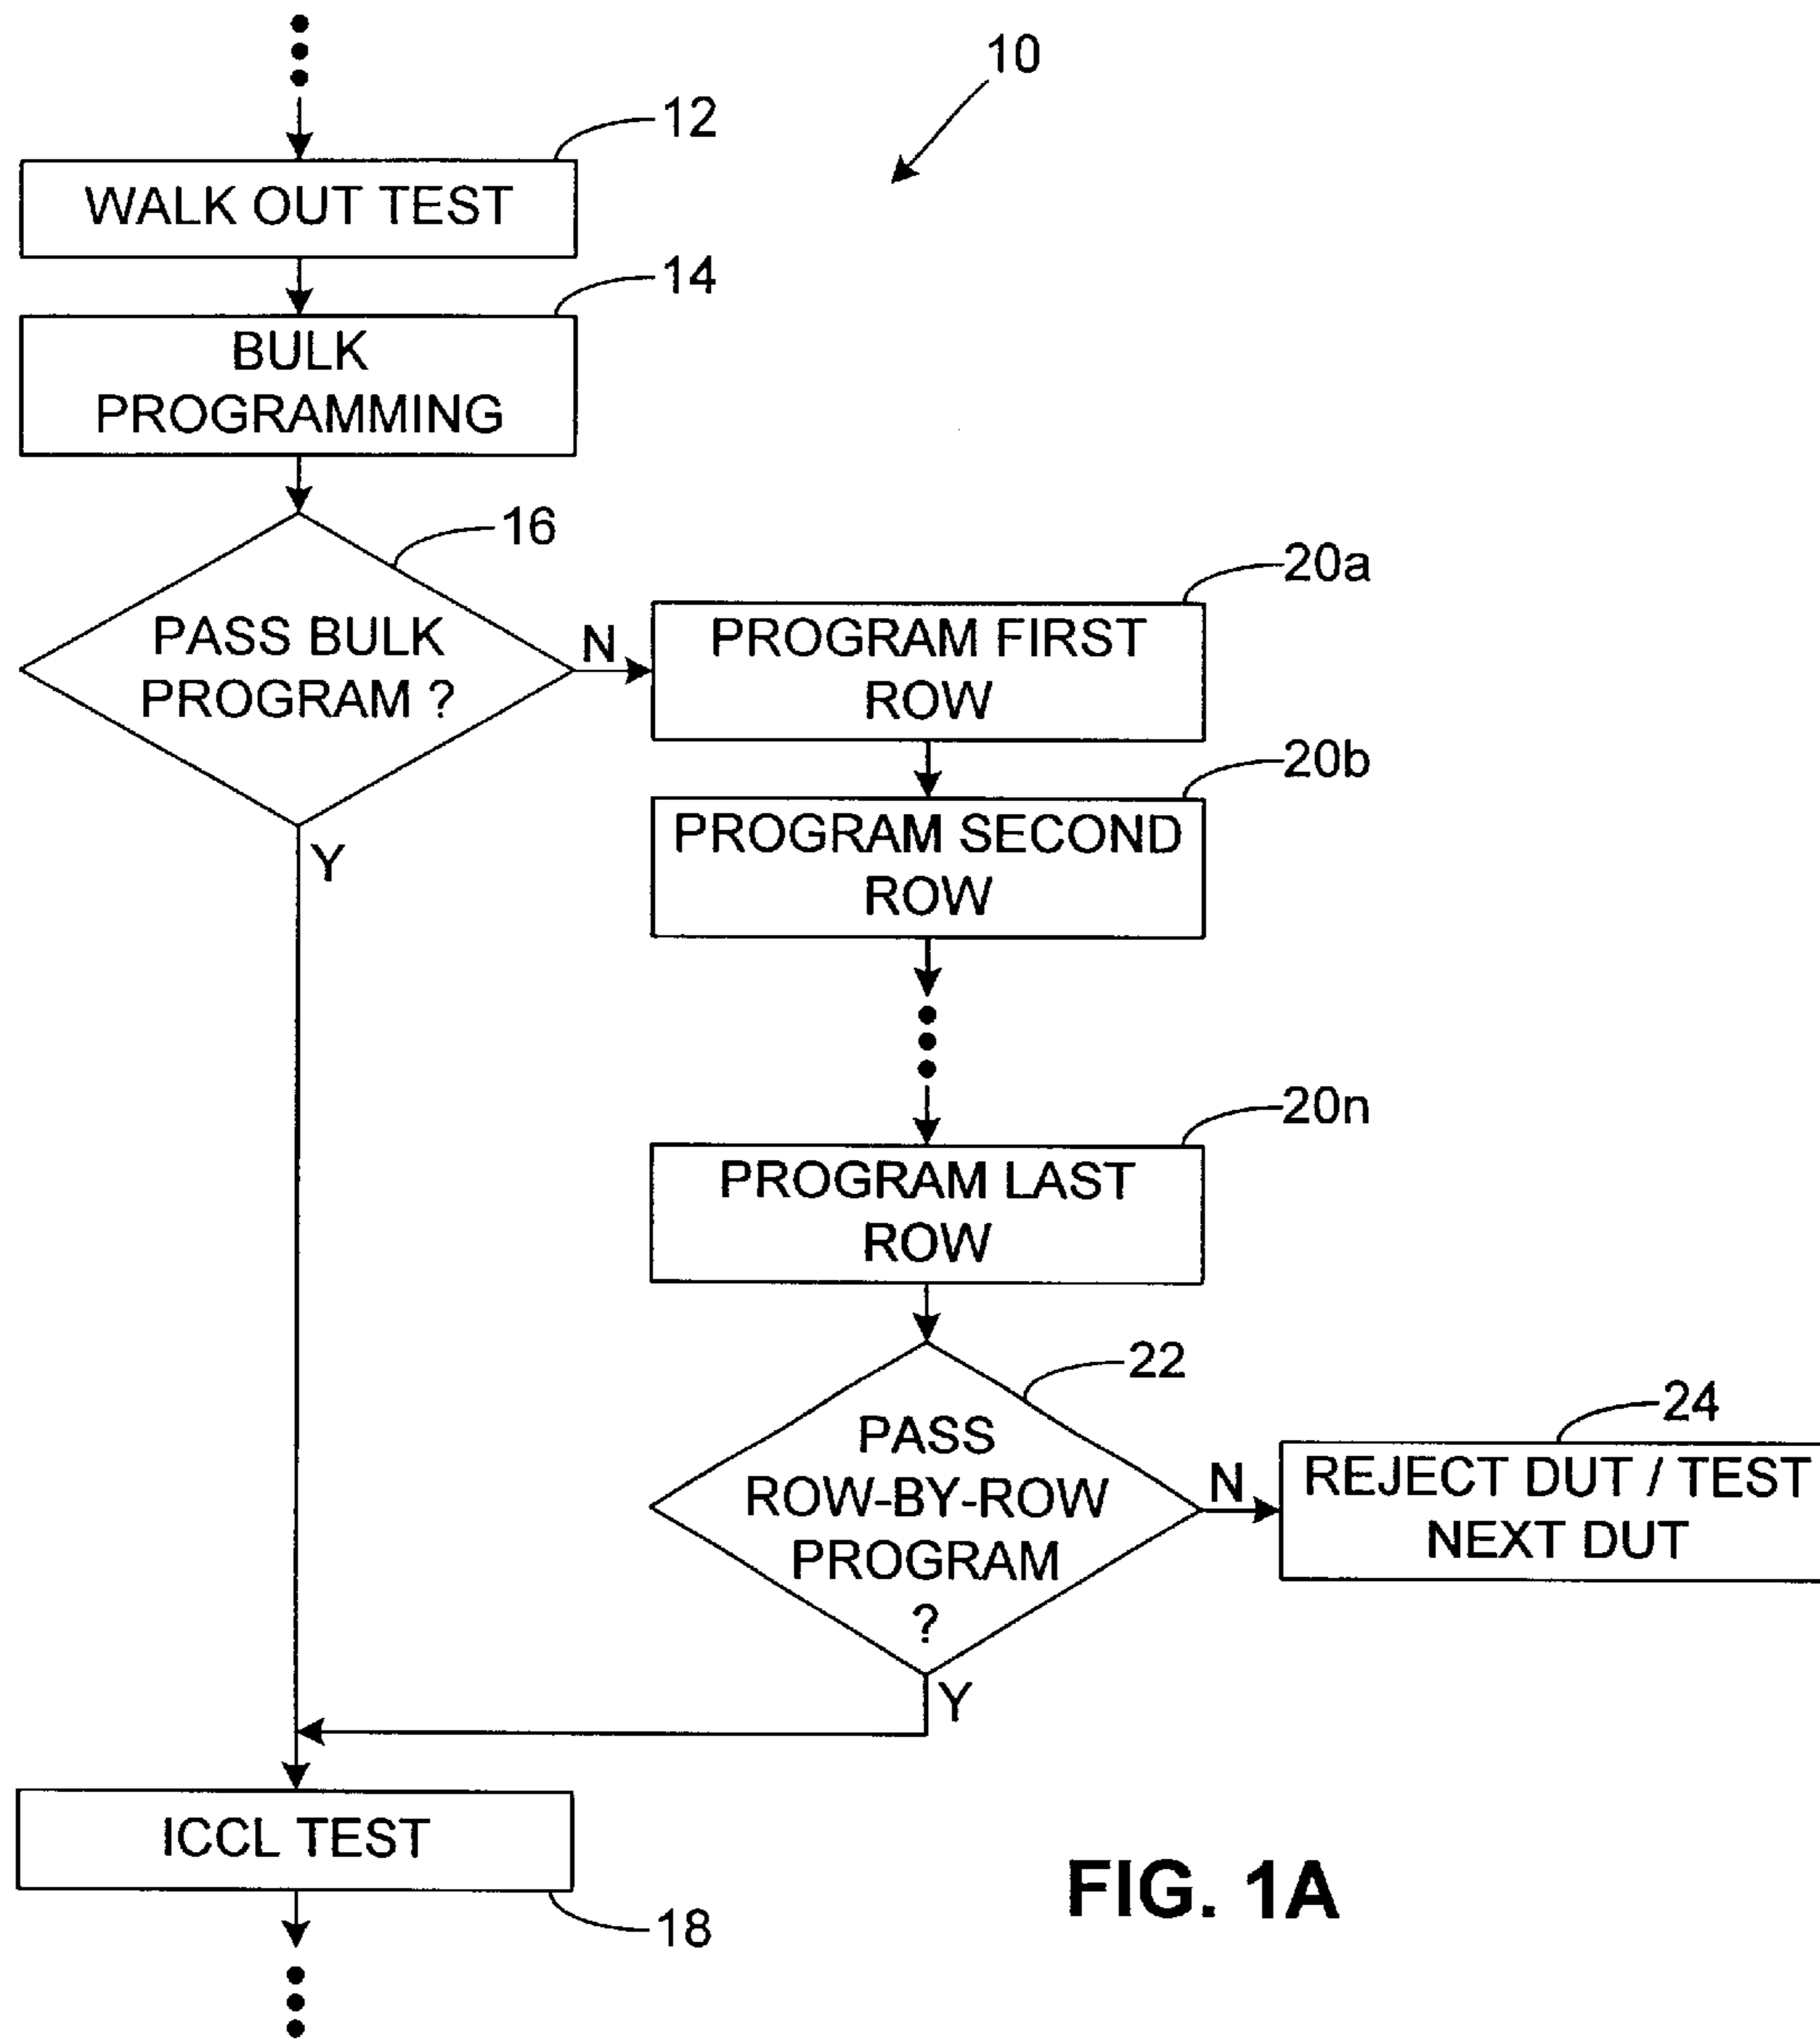 10
12
WALK OUT TEST
14
BULK
PROGRAMMING
16
PASS BULK
PROGRAM ?
N
Y
20a
PROGRAM FIRST
ROW
20b
PROGRAM SECOND
ROW
20n
PROGRAM LAST
ROW
22
PASS
ROW-BY-ROW
PROGRAM
?
N
Y
24
REJECT DUT / TEST
NEXT DUT
ICCL TEST
18
FIG. 1A